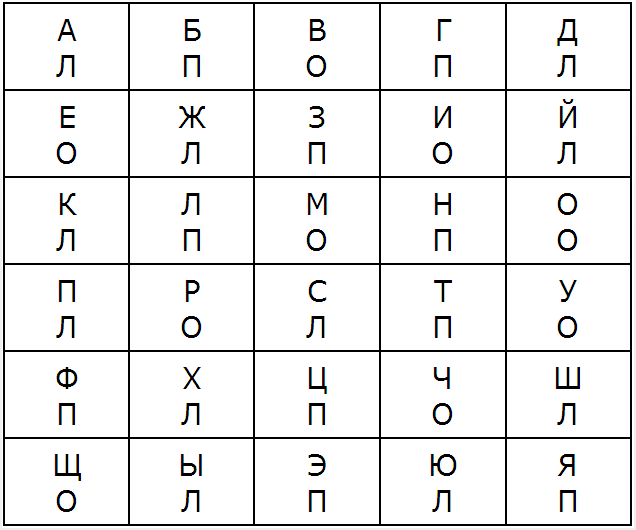 А Б В Г Д
Л П О П Л
Е Ж З И Й
О Л П О Л
К Л М Н О
Л П О П О
П Р С Т У
Л О Л П О
Ф Х Ц Ч Ш
П Л П О Л
Щ Ы Э Ю Я
О Л П Л П